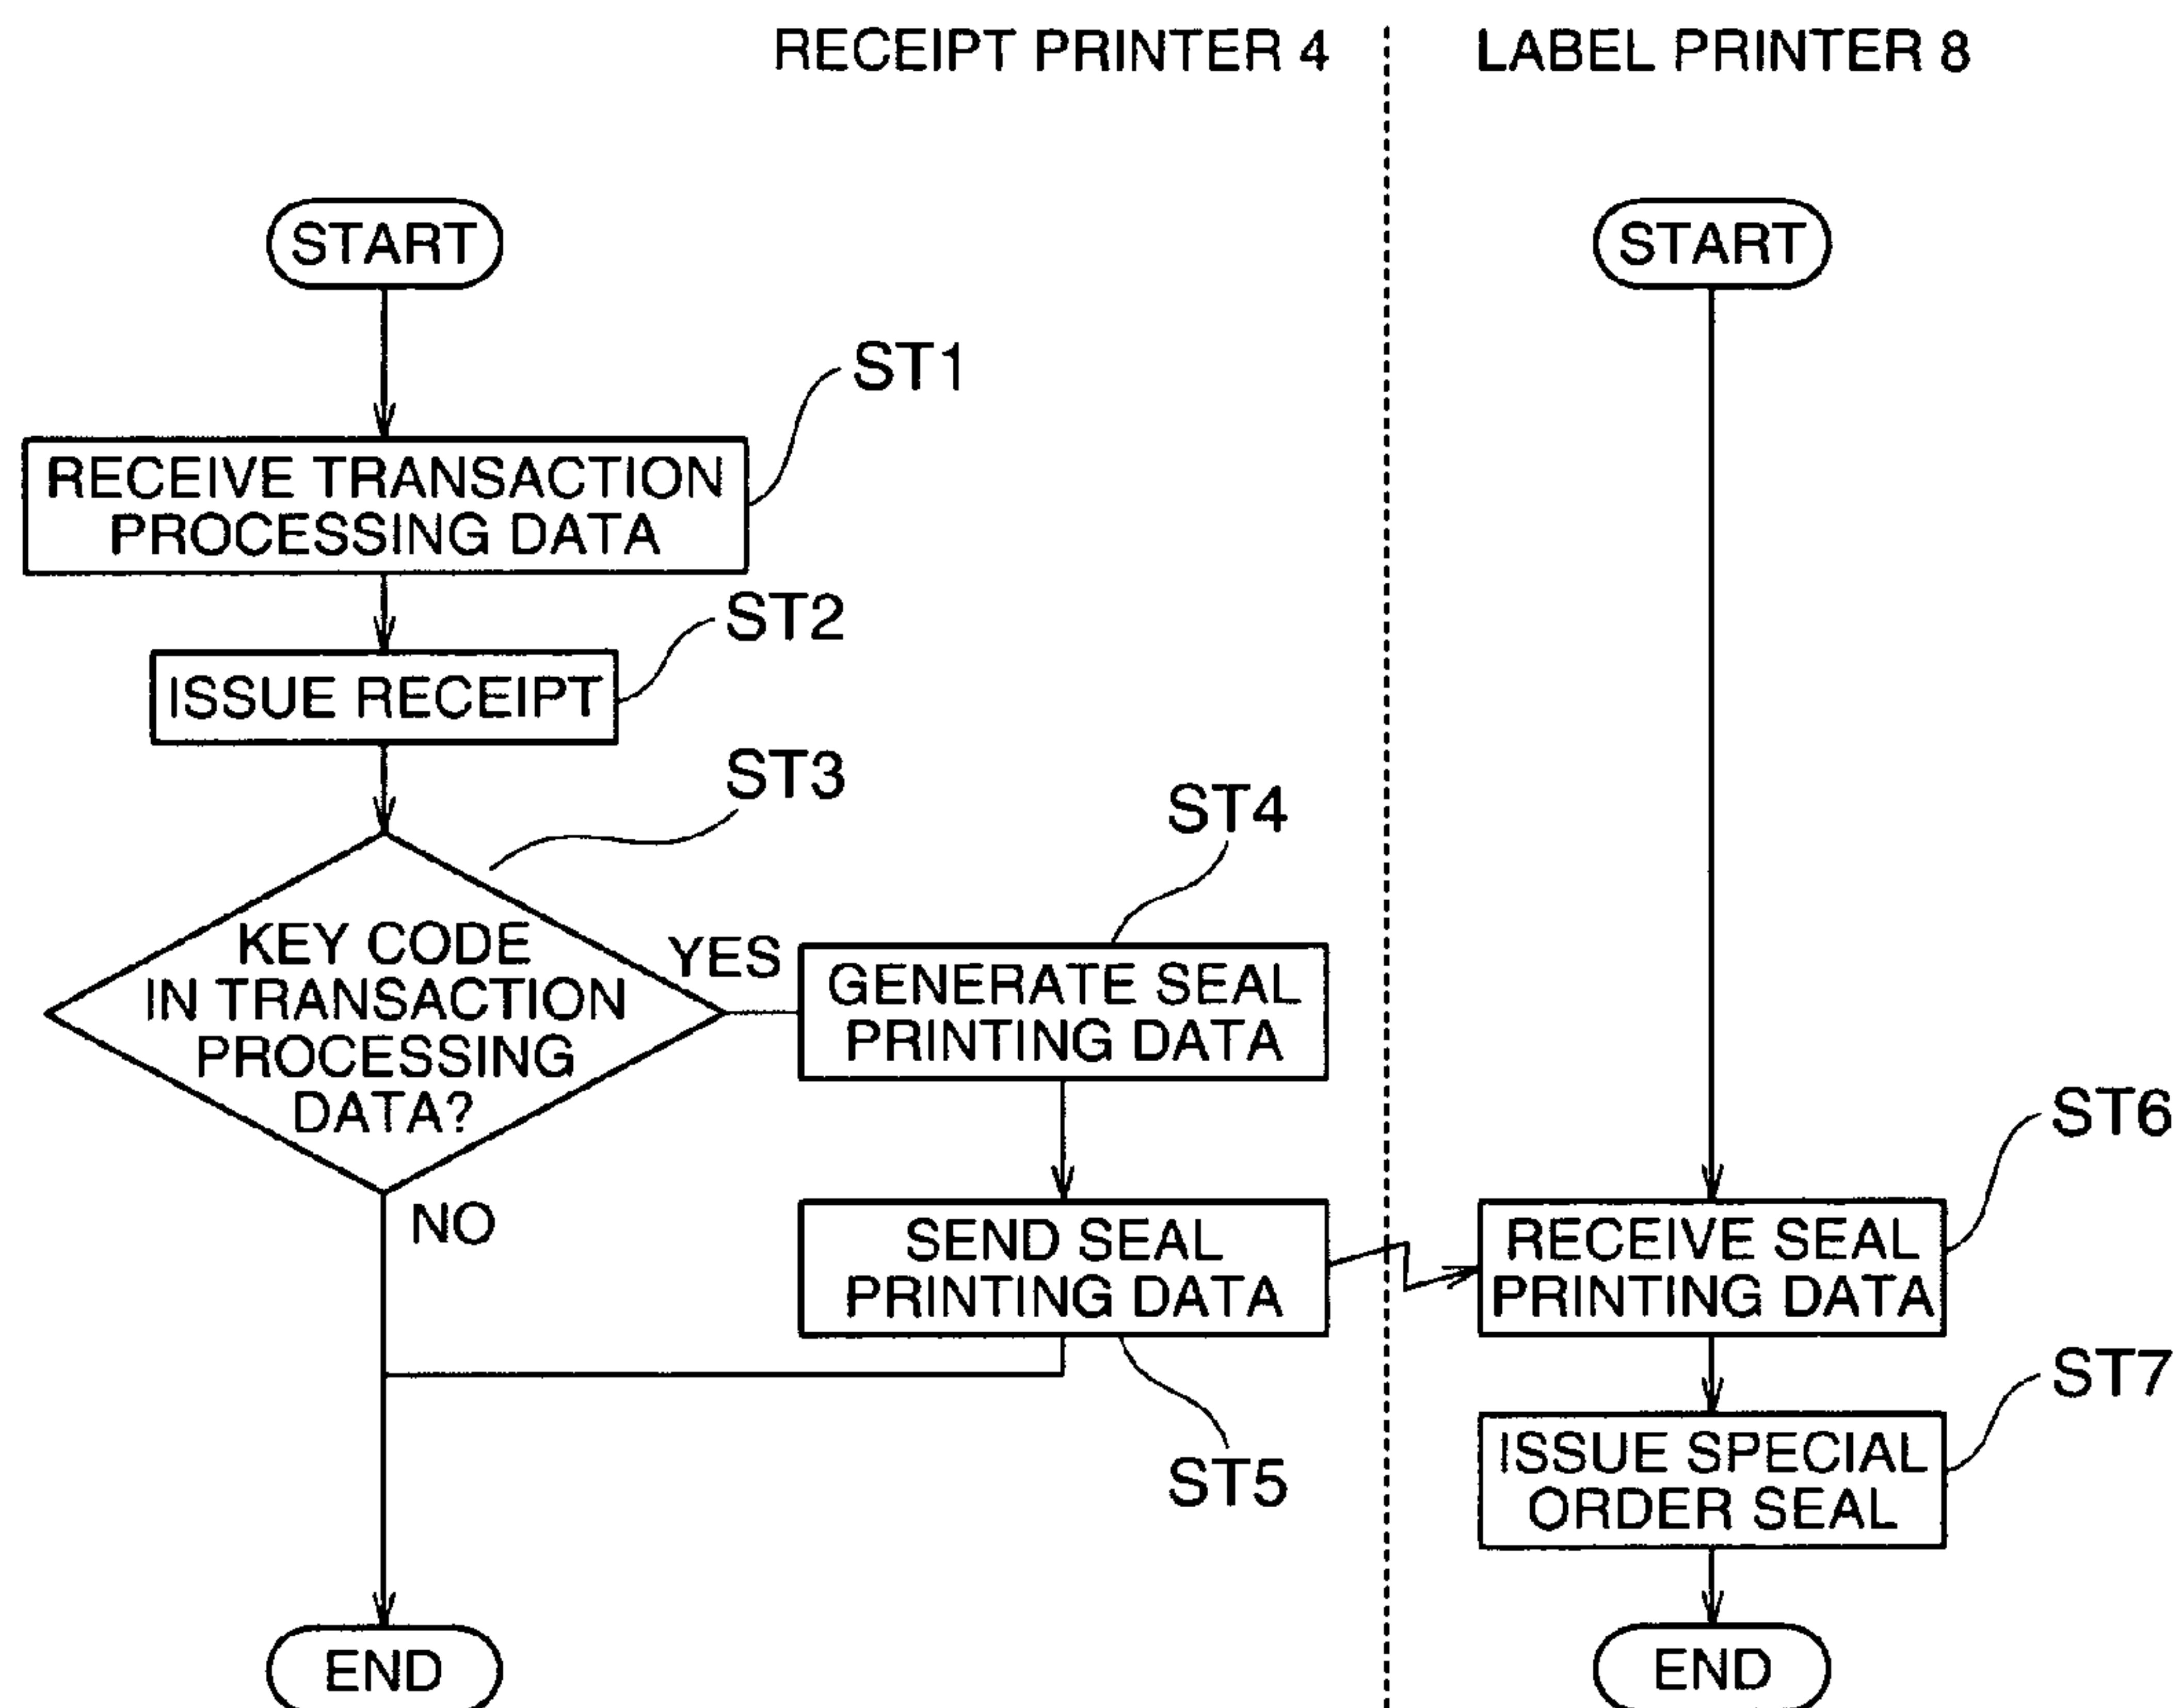 RECEIPT PRINTER 4
LABEL PRINTER 8
START
START
ST1
RECEIVE TRANSACTION
PROCESSING DATA
ST2
ISSUE RECEIPT
ST3
ST4
KEY CODE
IN TRANSACTION
PROCESSING
DATA?
YES
GENERATE SEAL
PRINTING DATA
NO
SEND SEAL
PRINTING DATA
ST5
ST6
RECEIVE SEAL
PRINTING DATA
ST7
ISSUE SPECIAL
ORDER SEAL
END
END